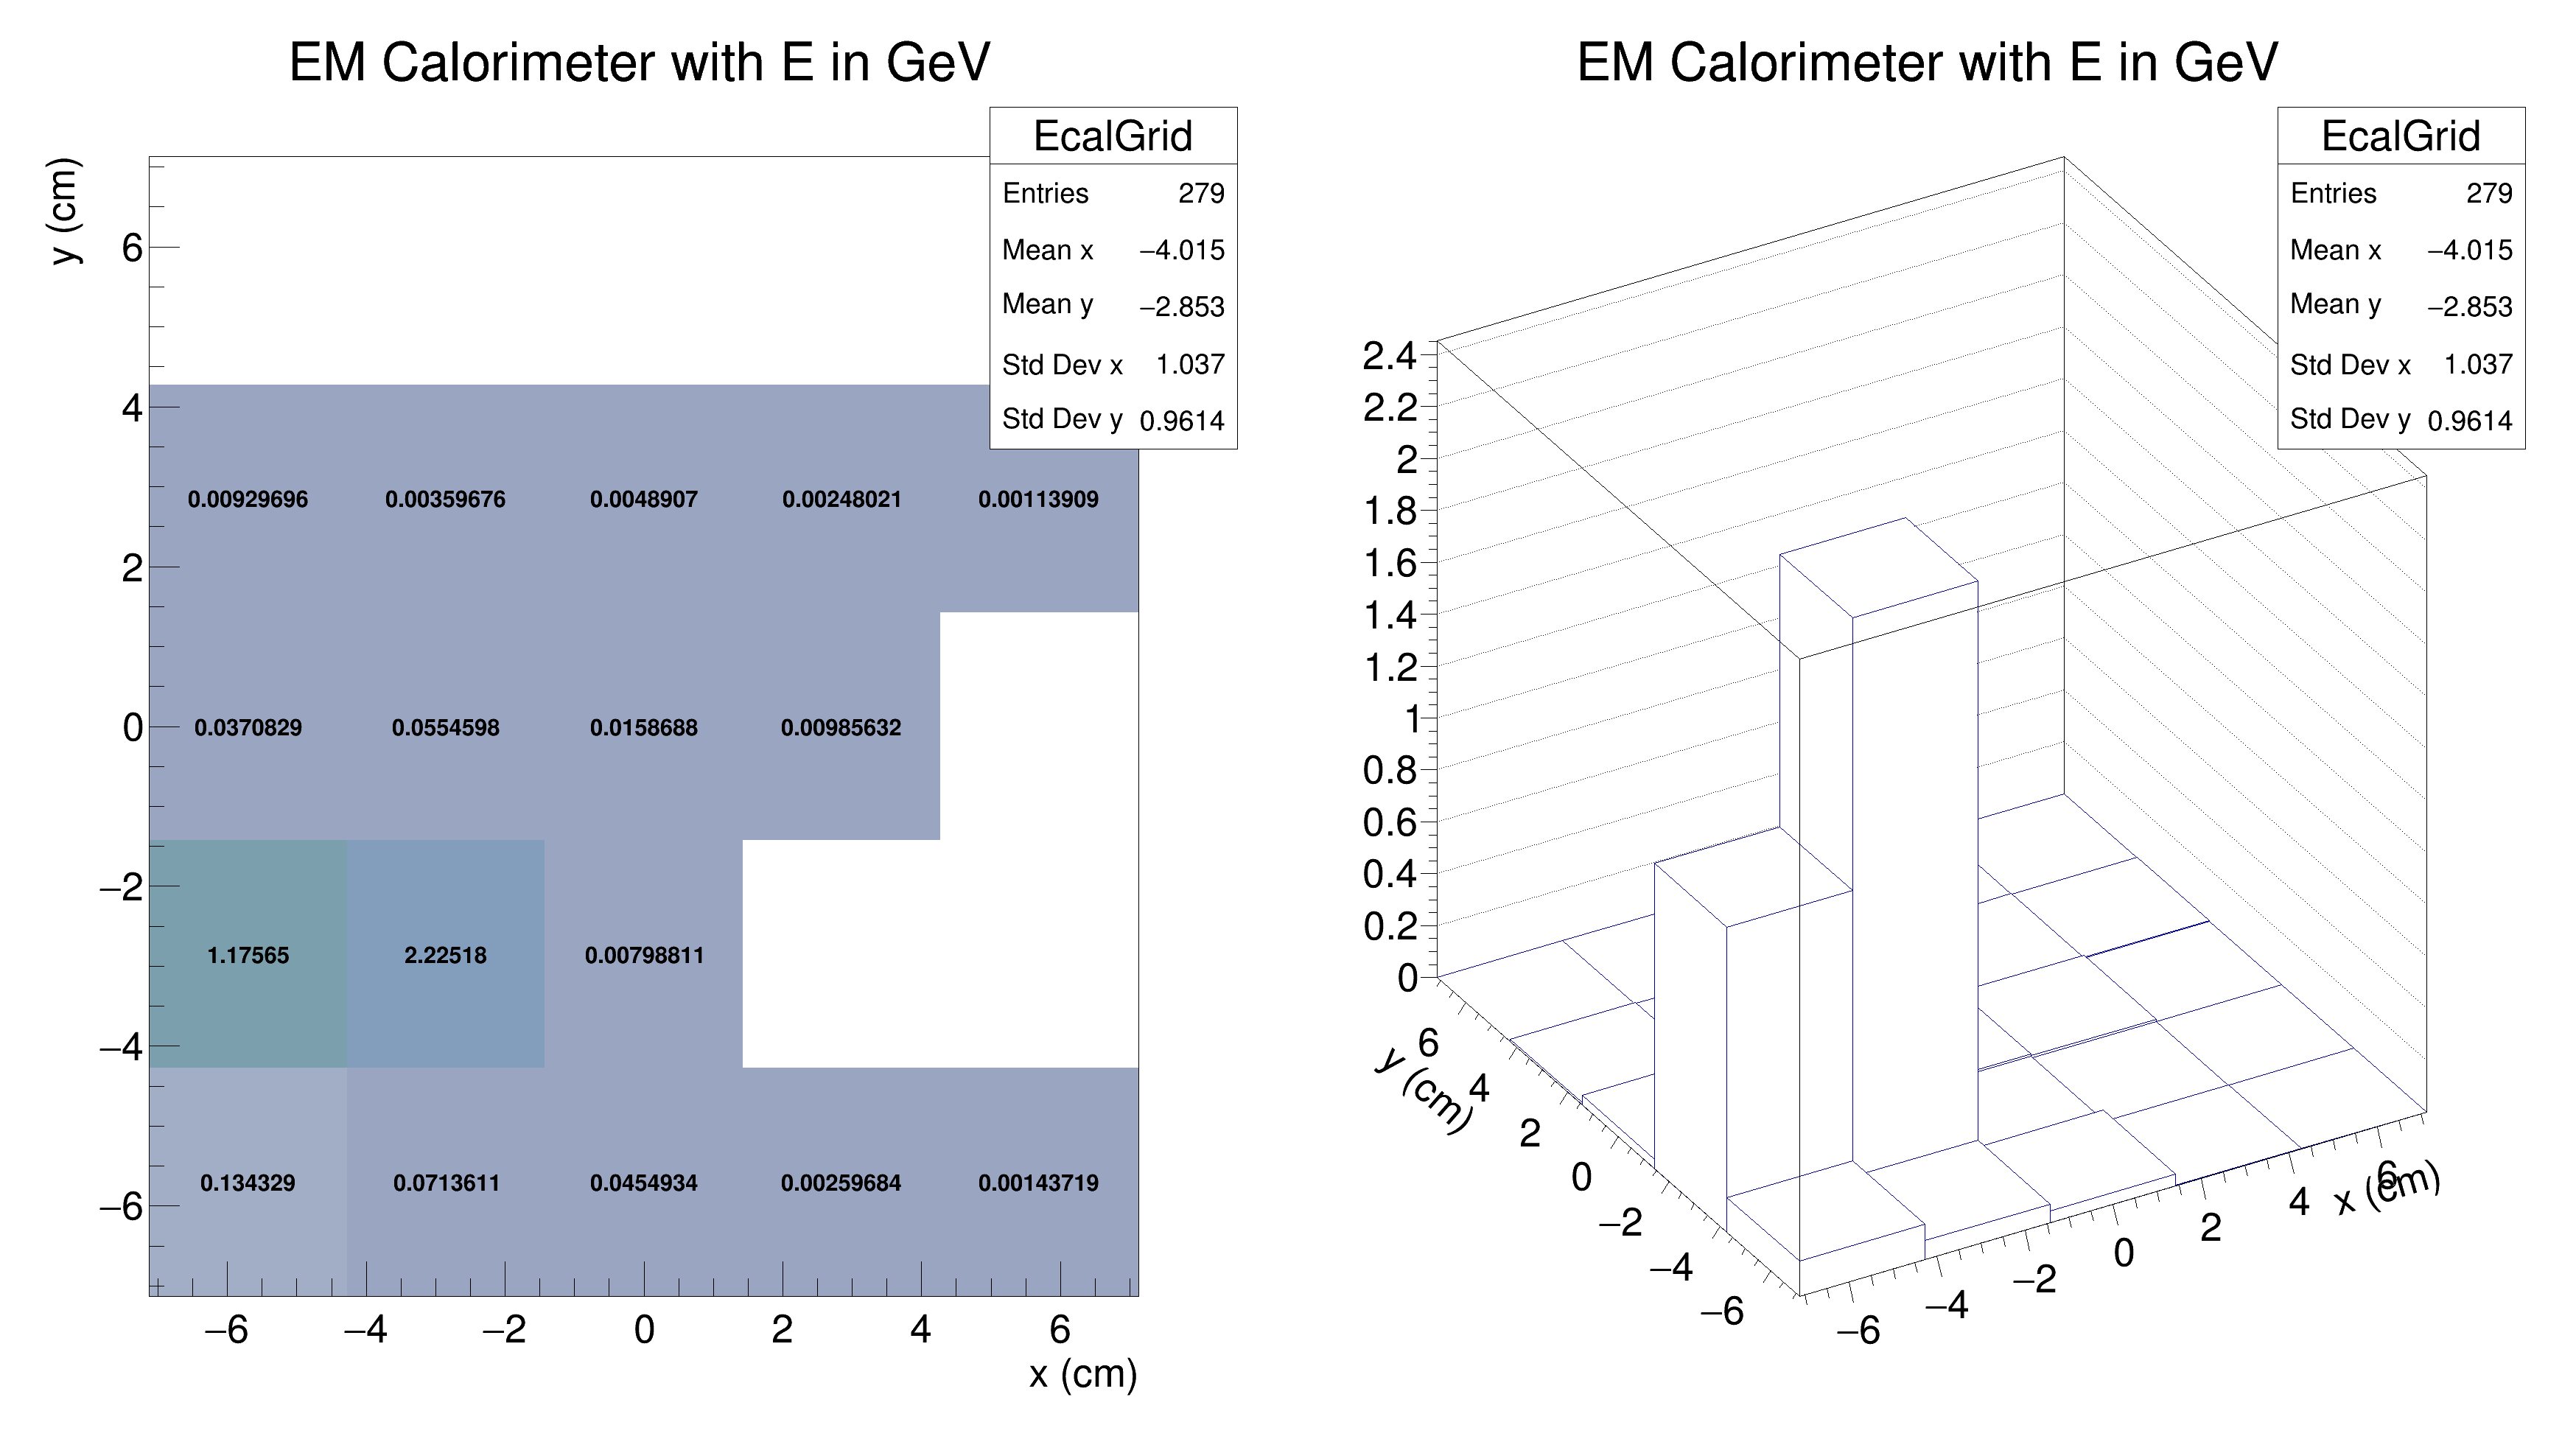 EM Calorimeter with E in GeV
EcalGrid
Entries 279
Mean x −4.015
Mean y −2.853
Std Dev x 1.037
Std Dev y 0.9614
y (cm)
6
4
2
0
−2
−4
−6
0.00929696 0.00359676 0.0048907 0.00248021 0.00113909
0.0370829 0.0554598 0.0158688 0.00985632
1.17565 2.22518 0.00798811
0.134329 0.0713611 0.0454934 0.00259684 0.00143719
−6 −4 −2 0 2 4 6
x (cm)
EM Calorimeter with E in GeV
EcalGrid
Entries 279
Mean x −4.015
Mean y −2.853
Std Dev x 1.037
Std Dev y 0.9614
2.4
2.2
2
1.8
1.6
1.4
1.2
1
0.8
0.6
0.4
0.2
0
y (cm)
6
4
2
0
−2
−4
−6
−6 −4 −2 0 2 4 6
x (cm)